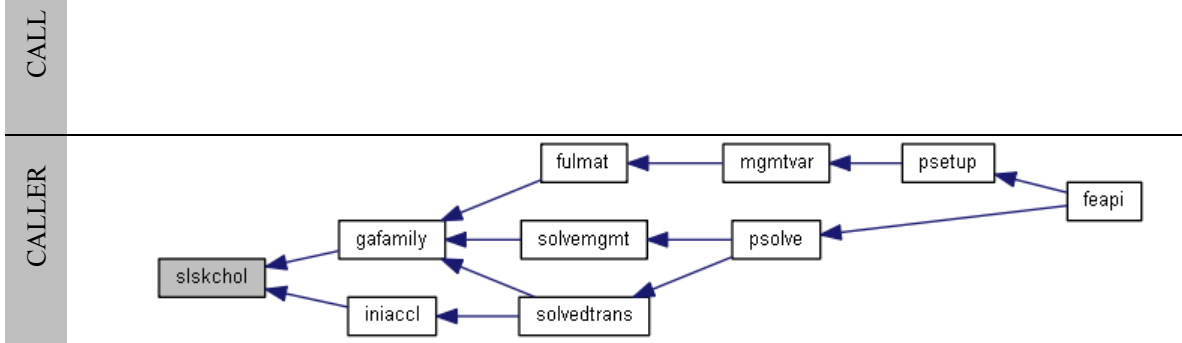 CALL
CALLER
fulmat
mgmtvar
psetup
feapi
gafamily
solvemgmt
psolve
slskchol
iniaccl
solvedtrans